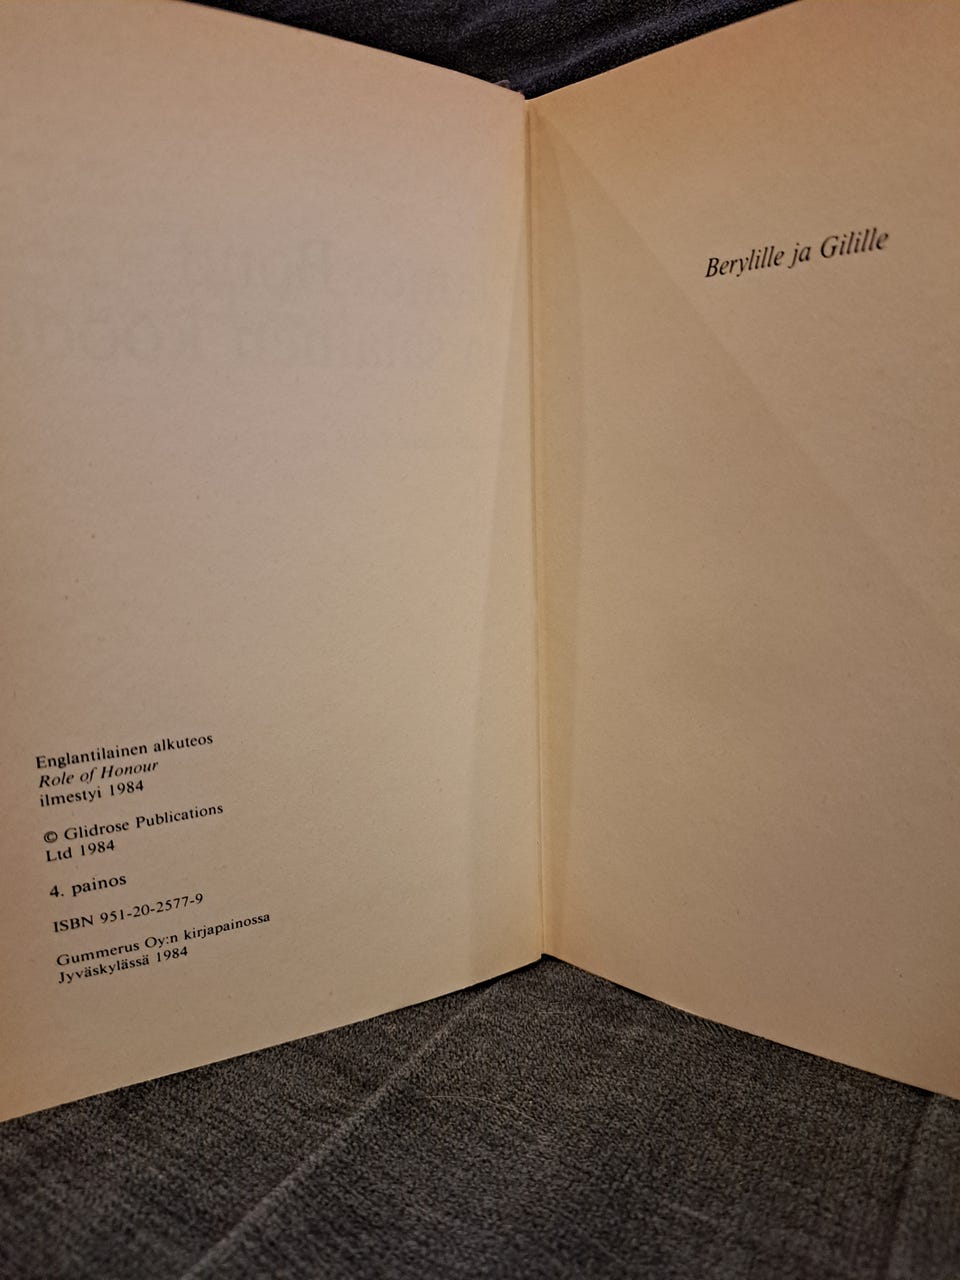 Englantilainen alkuteos
Role of Honour
ilmestyi 1984
© Glidrose Publications
Ltd 1984
4. painos
ISBN 951-20-2577-9
Gummerus Oy:n kirjapainossa
Jyväskylässä 1984
Berylille ja Gilille